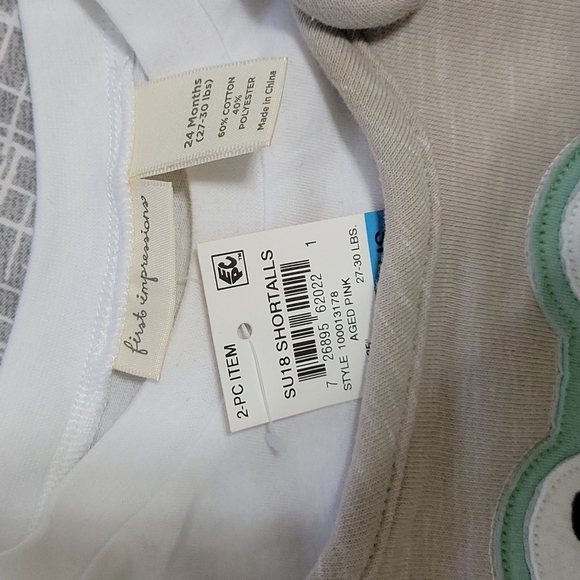 24 Months
(27-30 lbs)
60% COTTON
40%
POLYESTER
Made in China
first impressions®
EPIC
2-PC ITEM
SU18 SHORTALLS
7 26895 62022 1
STYLE 100013178
AGED PINK
27-30 LBS.